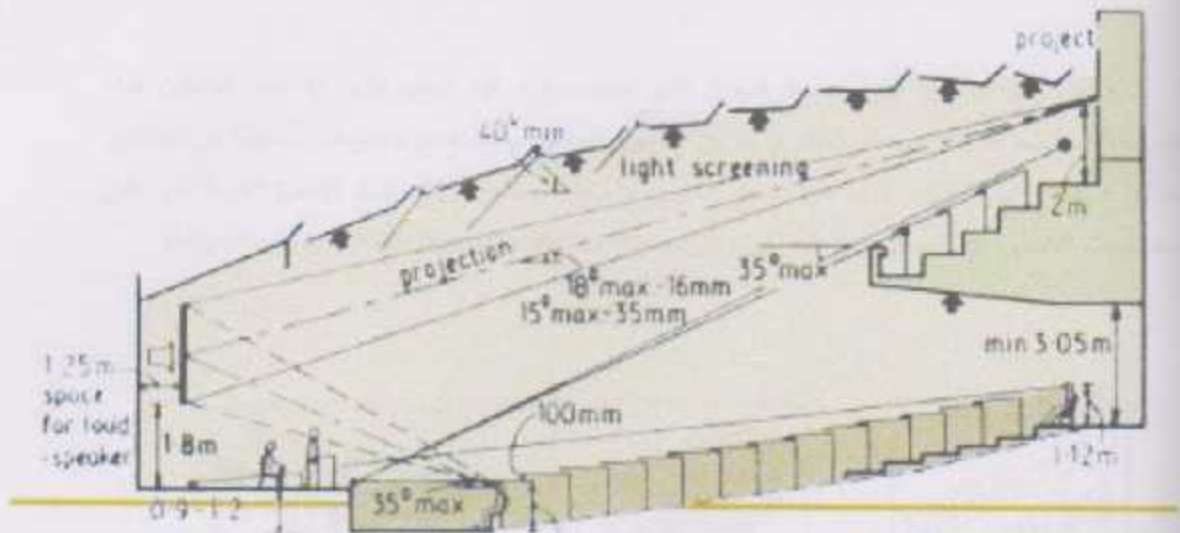 project
40° min
light screening
2m
projection
35° max
18° max - 16mm
15° max - 35mm
min 3·05m
1·25m
space
for loud
-speaker
1·8m
100mm
1·12m
35° max
0·9-1·2